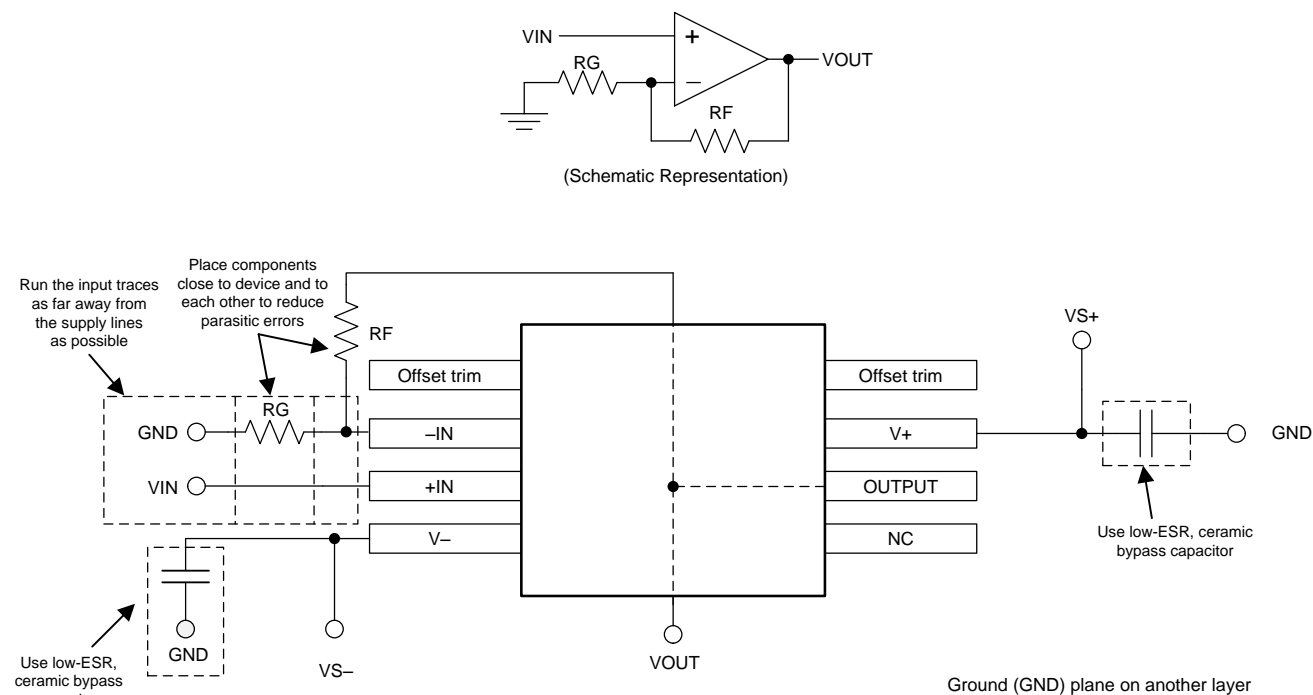 VIN
RG
+
−
VOUT
RF
(Schematic Representation)
Run the input traces
as far away from
the supply lines
as possible
Place components
close to device and to
each other to reduce
parasitic errors
RF
VS+
Offset trim
Offset trim
RG
GND
–IN
V+
GND
VIN
+IN
OUTPUT
V–
NC
Use low-ESR, ceramic
bypass capacitor
GND
VS–
VOUT
Use low-ESR,
ceramic bypass
Ground (GND) plane on another layer